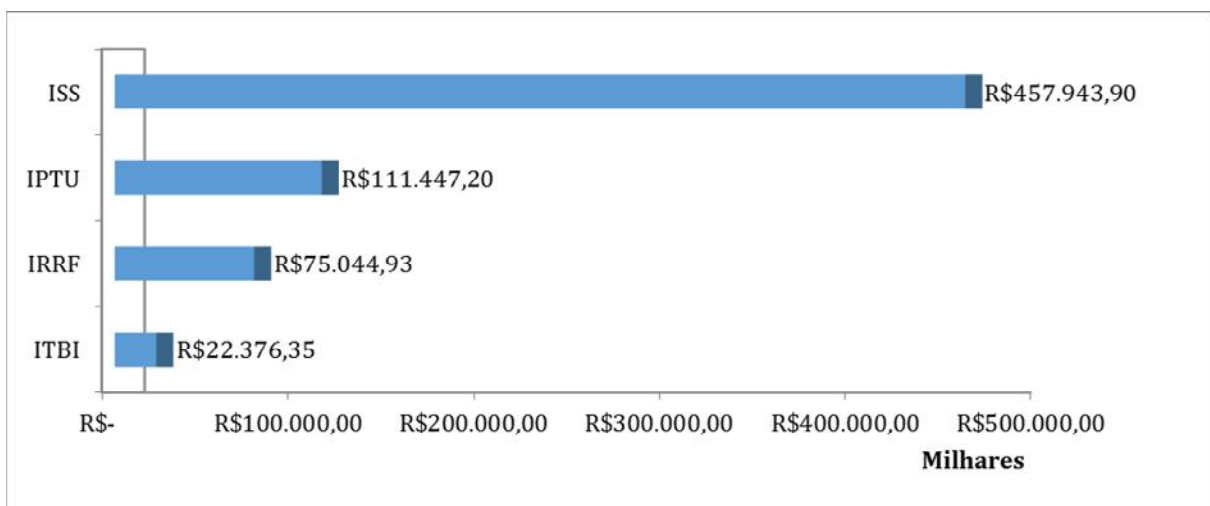 ISS R$457.943,90
IPTU R$111.447,20
IRRF R$75.044,93
ITBI R$22.376,35
R$- R$100.000,00 R$200.000,00 R$300.000,00 R$400.000,00 R$500.000,00
Milhares